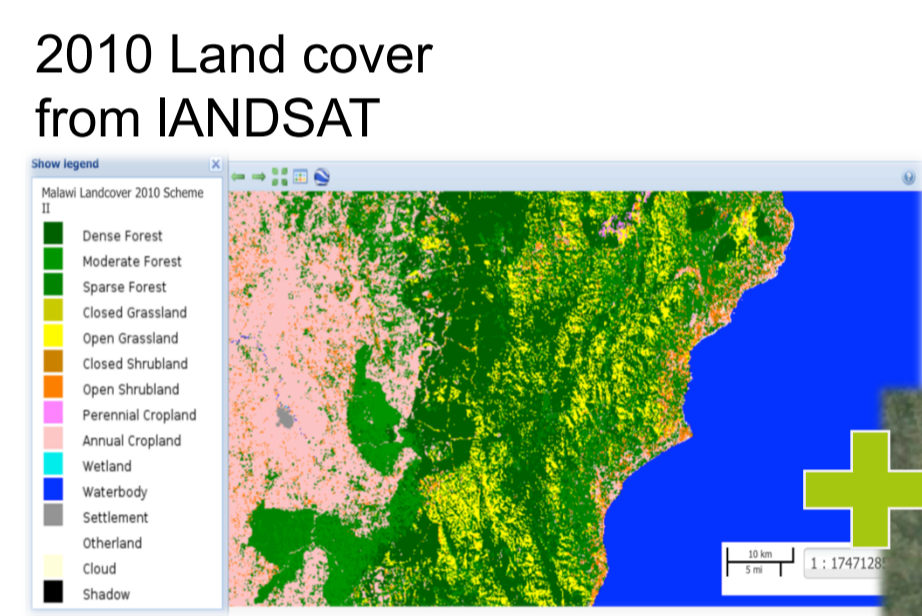 2010 Land cover
from lANDSAT
Show legend
Malawi Landcover 2010 Scheme
II
Dense Forest
Moderate Forest
Sparse Forest
Closed Grassland
Open Grassland
Closed Shrubland
Open Shrubland
Perennial Cropland
Annual Cropland
Wetland
Waterbody
Settlement
Otherland
Cloud
Shadow
10 km
5 mi